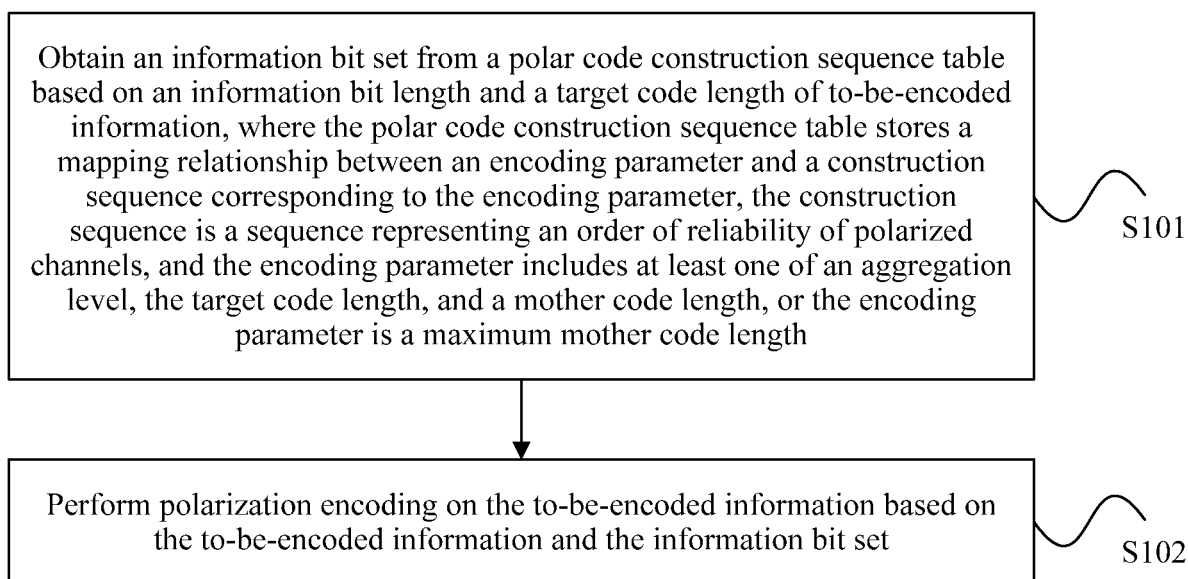 Obtain an information bit set from a polar code construction sequence table
based on an information bit length and a target code length of to-be-encoded
information, where the polar code construction sequence table stores a
mapping relationship between an encoding parameter and a construction
sequence corresponding to the encoding parameter, the construction
sequence is a sequence representing an order of reliability of polarized
channels, and the encoding parameter includes at least one of an aggregation
level, the target code length, and a mother code length, or the encoding
parameter is a maximum mother code length
S101
Perform polarization encoding on the to-be-encoded information based on
the to-be-encoded information and the information bit set
S102